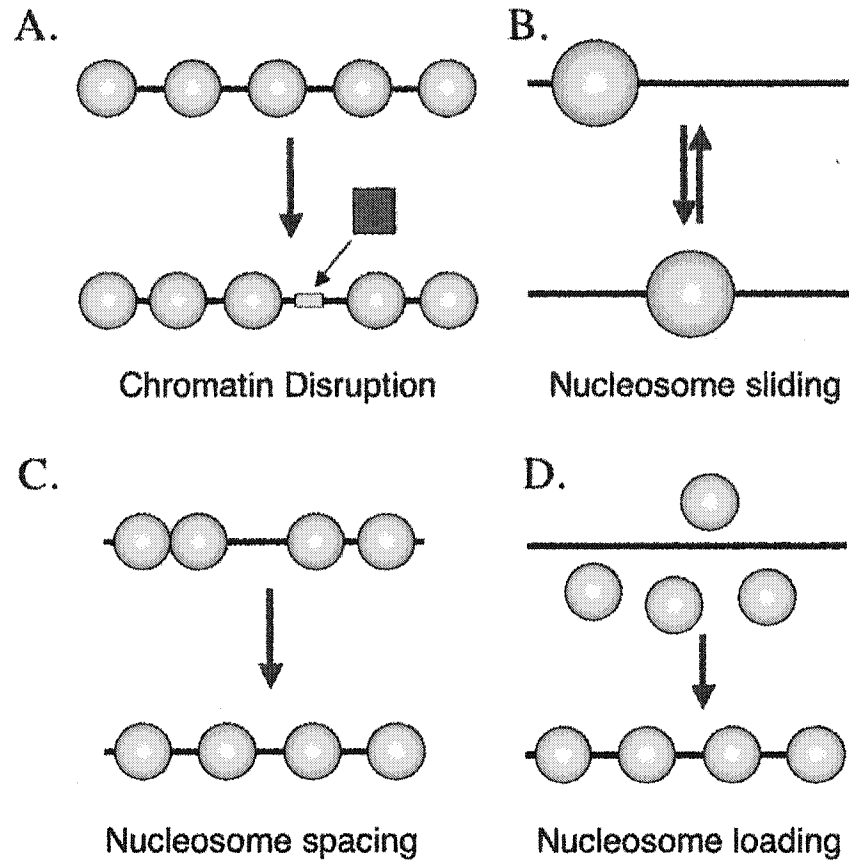 A.
B.
Chromatin Disruption
Nucleosome sliding
C.
D.
Nucleosome spacing
Nucleosome loading